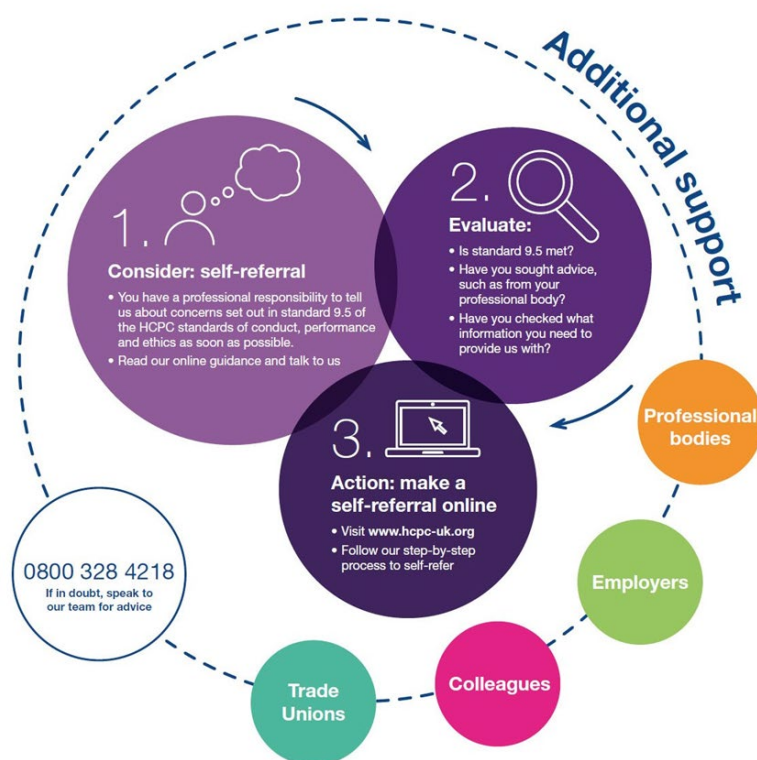 Additional support
1.
Consider: self-referral
• You have a professional responsibility to tell
us about concerns set out in standard 9.5 of
the HCPC standards of conduct, performance
and ethics as soon as possible.
• Read our online guidance and talk to us
2.
Evaluate:
• Is standard 9.5 met?
• Have you sought advice,
such as from your
professional body?
• Have you checked what
information you need to
provide us with?
3.
Action: make a
self-referral online
• Visit www.hcpc-uk.org
• Follow our step-by-step
process to self-refer
Professional
bodies
Employers
Colleagues
Trade
Unions
0800 328 4218
If in doubt, speak to
our team for advice